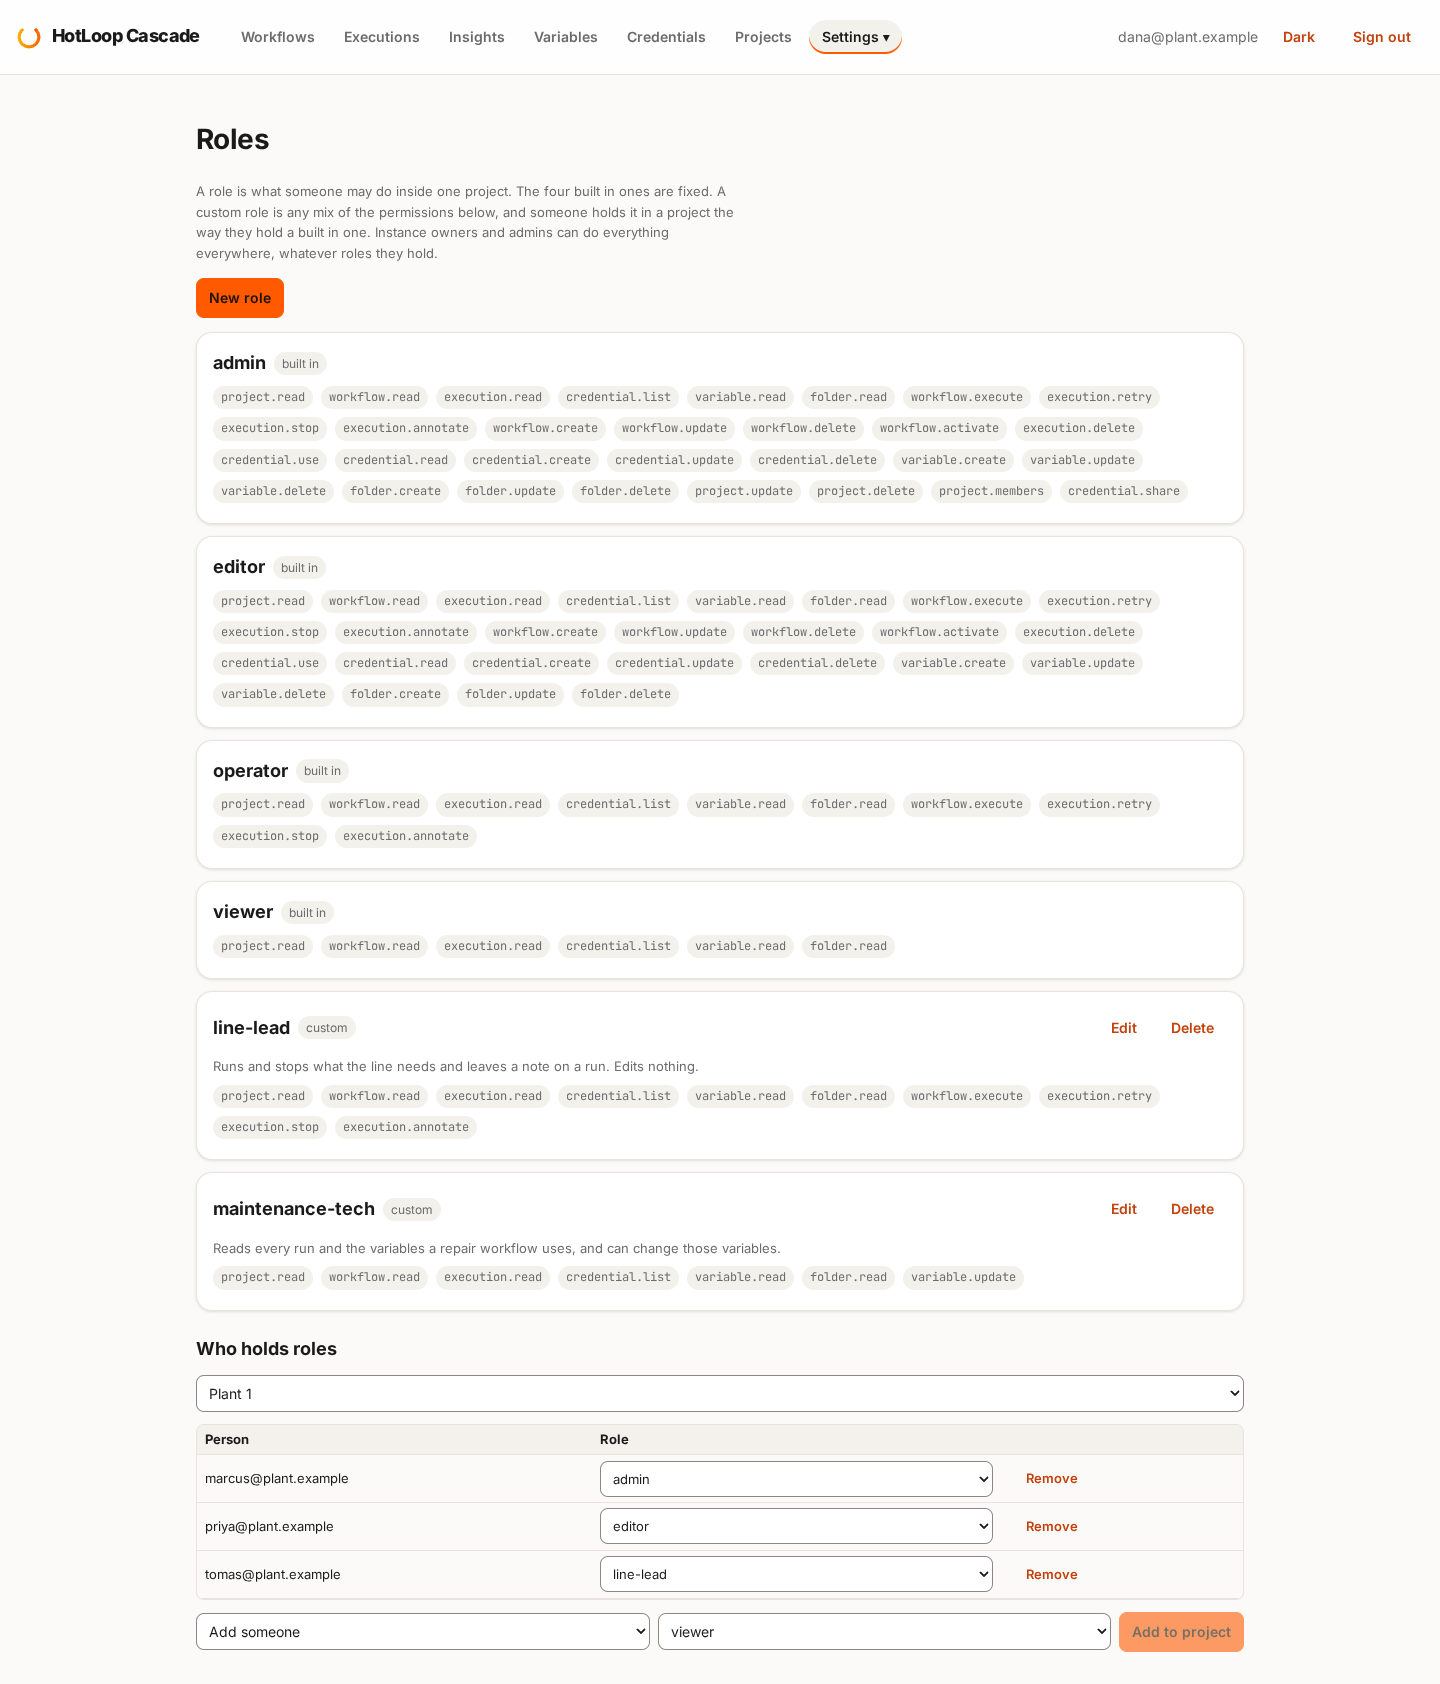 HotLoop Cascade Workflows Executions Insights Variables Credentials Projects Settings ▾ dana@plant.example Dark Sign out
Roles
A role is what someone may do inside one project. The four built in ones are fixed. A
custom role is any mix of the permissions below, and someone holds it in a project the
way they hold a built in one. Instance owners and admins can do everything
everywhere, whatever roles they hold.
New role
admin built in
project.read workflow.read execution.read credential.list variable.read folder.read workflow.execute execution.retry
execution.stop execution.annotate workflow.create workflow.update workflow.delete workflow.activate execution.delete
credential.use credential.read credential.create credential.update credential.delete variable.create variable.update
variable.delete folder.create folder.update folder.delete project.update project.delete project.members credential.share
editor built in
project.read workflow.read execution.read credential.list variable.read folder.read workflow.execute execution.retry
execution.stop execution.annotate workflow.create workflow.update workflow.delete workflow.activate execution.delete
credential.use credential.read credential.create credential.update credential.delete variable.create variable.update
variable.delete folder.create folder.update folder.delete
operator built in
project.read workflow.read execution.read credential.list variable.read folder.read workflow.execute execution.retry
execution.stop execution.annotate
viewer built in
project.read workflow.read execution.read credential.list variable.read folder.read
line-lead custom Edit Delete
Runs and stops what the line needs and leaves a note on a run. Edits nothing.
project.read workflow.read execution.read credential.list variable.read folder.read workflow.execute execution.retry
execution.stop execution.annotate
maintenance-tech custom Edit Delete
Reads every run and the variables a repair workflow uses, and can change those variables.
project.read workflow.read execution.read credential.list variable.read folder.read variable.update
Who holds roles
Plant 1
Person Role
marcus@plant.example admin Remove
priya@plant.example editor Remove
tomas@plant.example line-lead Remove
Add someone viewer Add to project